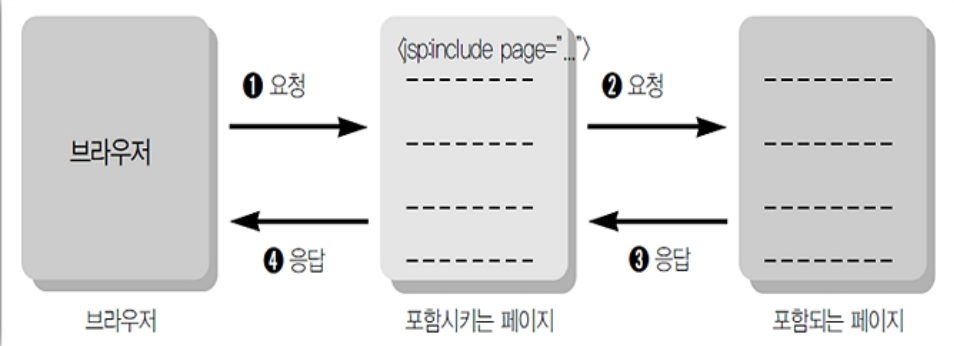 <jsp:include page="...">
❶ 요청
❷ 요청
브라우저
❹ 응답
❸ 응답
브라우저
포함시키는 페이지
포함되는 페이지